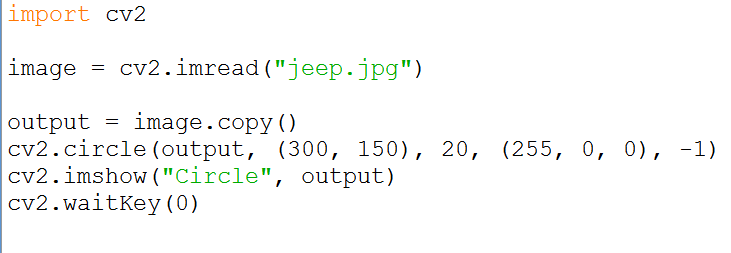 import cv2
image = cv2.imread("jeep.jpg")
output = image.copy()
cv2.circle(output, (300, 150), 20, (255, 0, 0), -1)
cv2.imshow("Circle", output)
cv2.waitKey(0)